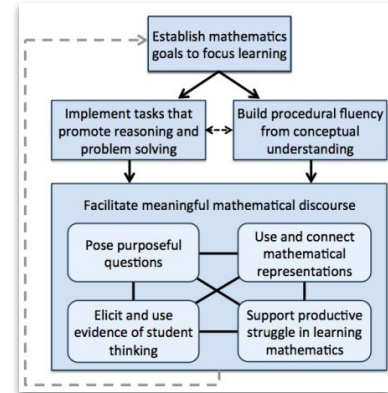 Establish mathematics
goals to focus learning
Implement tasks that
promote reasoning and
problem solving
Build procedural fluency
from conceptual
understanding
Facilitate meaningful mathematical discourse
Pose purposeful
questions
Use and connect
mathematical
representations
Elicit and use
evidence of student
thinking
Support productive
struggle in learning
mathematics